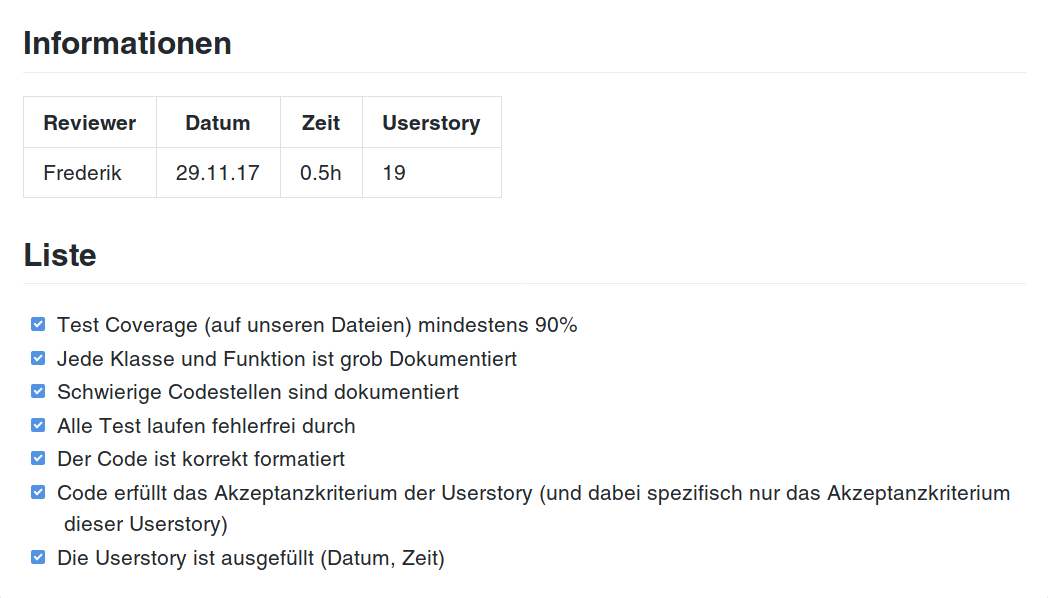 Informationen
Reviewer Datum Zeit Userstory
Frederik 29.11.17 0.5h 19
Liste
Test Coverage (auf unseren Dateien) mindestens 90%
Jede Klasse und Funktion ist grob Dokumentiert
Schwierige Codestellen sind dokumentiert
Alle Test laufen fehlerfrei durch
Der Code ist korrekt formatiert
Code erfüllt das Akzeptanzkriterium der Userstory (und dabei spezifisch nur das Akzeptanzkriterium
dieser Userstory)
Die Userstory ist ausgefüllt (Datum, Zeit)